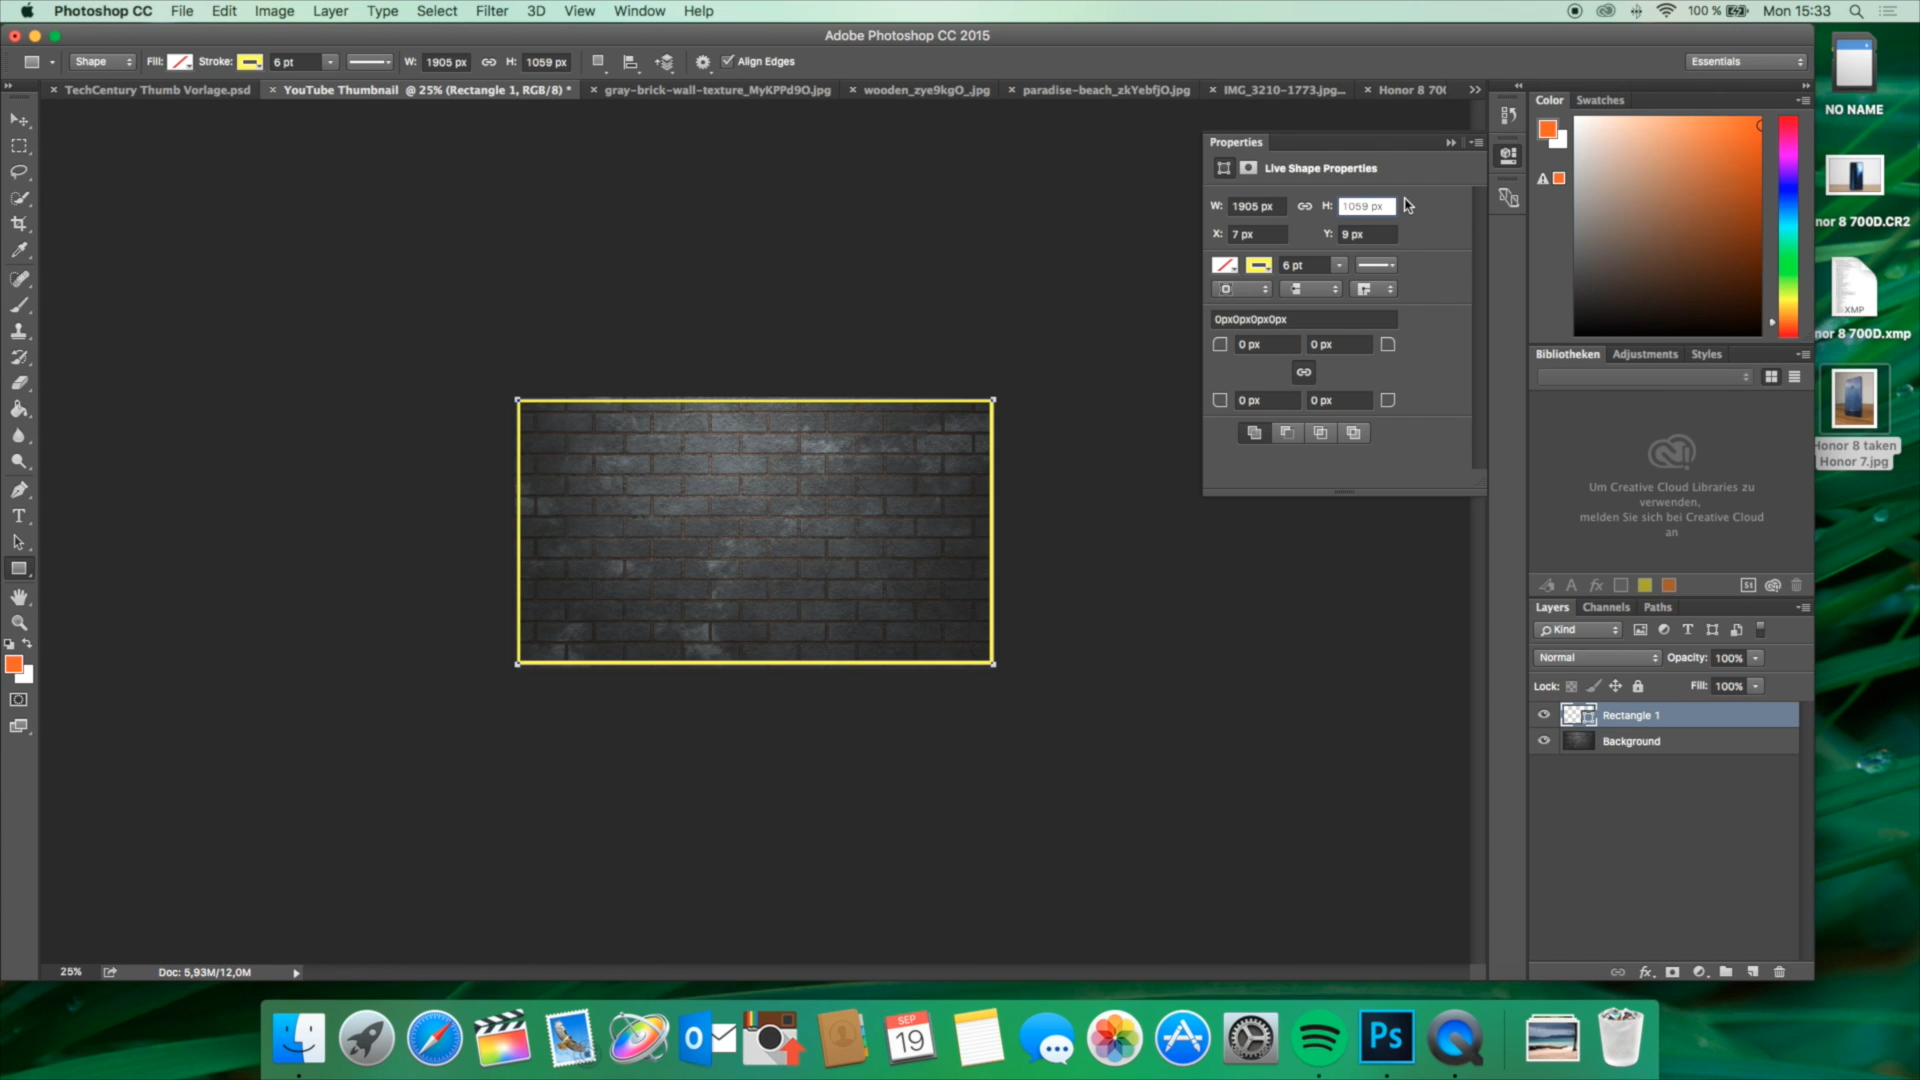 Photoshop CC File Edit Image Layer Type Select Filter 3D View Window Help 100 % Mon 15:33
Adobe Photoshop CC 2015
Shape Fill: Stroke: 6 pt W: 1905 px H: 1059 px Align Edges Essentials
TechCentury Thumb Vorlage.psd YouTube Thumbnail @ 25% (Rectangle 1, RGB/8) * gray-brick-wall-texture_MyKPPd9O.jpg wooden_zye9kgO_.jpg paradise-beach_zkYebfjO.jpg IMG_3210-1773.jpg... Honor 8 70
Color Swatches
NO NAME
Properties
Live Shape Properties
W: 1905 px H: 1059 px
X: 7 px Y: 9 px
6 pt
0px0px0px0px
0 px 0 px
0 px 0 px
nor 8 700D.CR2
XMP
nor 8 700D.xmp
Bibliotheken Adjustments Styles
Honor 8 taken
Honor 7.jpg
Um Creative Cloud Libraries zu
verwenden,
melden Sie sich bei Creative Cloud
an
A fx St
Layers Channels Paths
Kind T
Normal Opacity: 100%
Lock: Fill: 100%
Rectangle 1
Background
25% Doc: 5,93M/12,0M fx
T
SEP
19
O
Ps